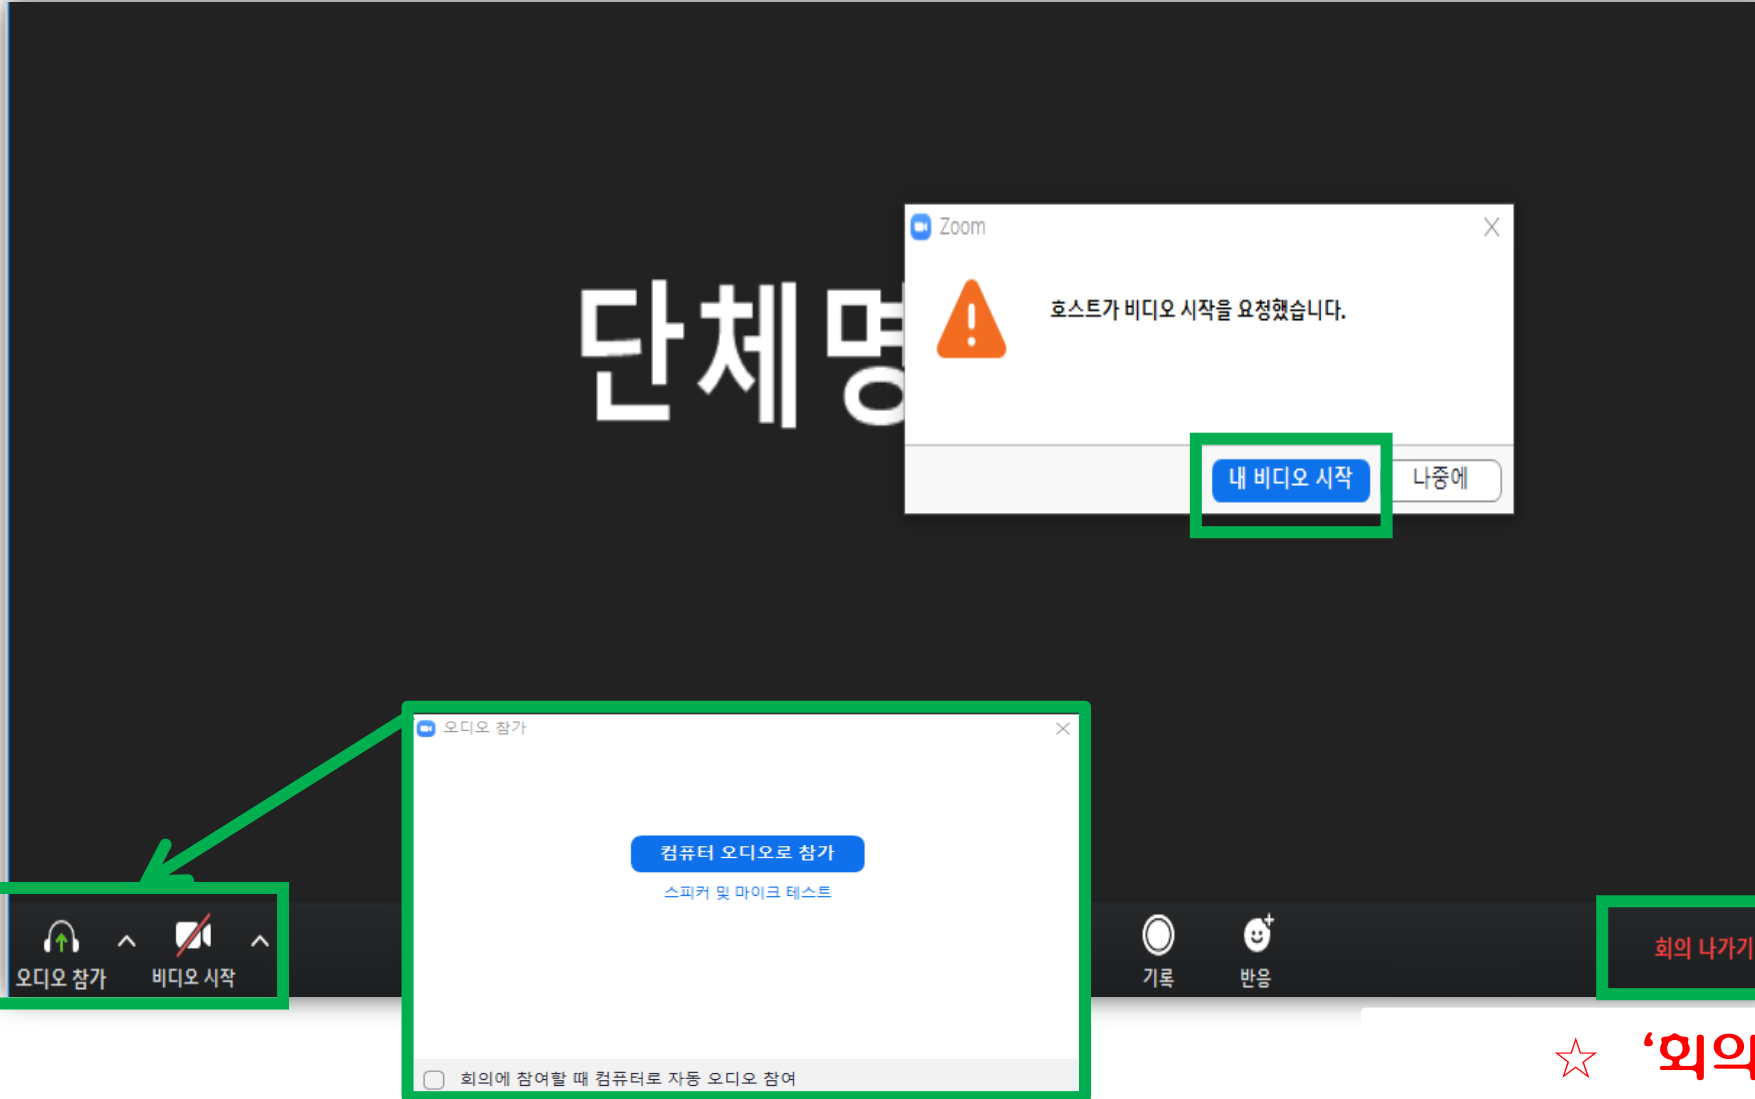 Zoom
호스트가 비디오 시작을 요청했습니다.
단체명
내 비디오 시작
나중에
오디오 참가
컴퓨터 오디오로 참가
스피커 및 마이크 테스트
오디오 참가
비디오 시작
기록
반응
회의 나가기
☆ ‘회의
회의에 참여할 때 컴퓨터로 자동 오디오 참여